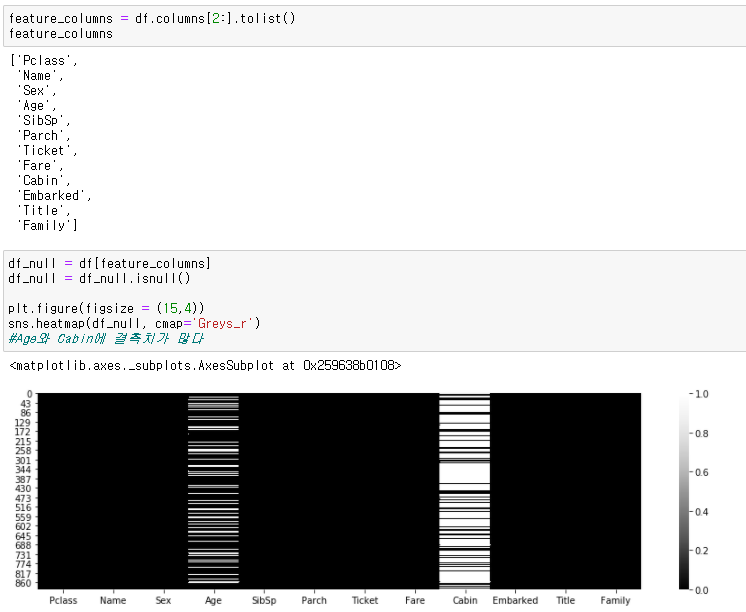 feature_columns = df.columns[2:].tolist()
feature_columns
['Pclass',
'Name',
'Sex',
'Age',
'SibSp',
'Parch',
'Ticket',
'Fare',
'Cabin',
'Embarked',
'Title',
'Family']
df_null = df[feature_columns]
df_null = df_null.isnull()
plt.figure(figsize = (15,4))
sns.heatmap(df_null, cmap='Greys_r')
#Age와 Cabin에 결측치가 많다
<matplotlib.axes._subplots.AxesSubplot at 0x259638b0108>
0
43
86
129
172
215
258
301
344
387
430
473
516
559
602
645
688
731
774
817
860
Pclass Name Sex Age SibSp Parch Ticket Fare Cabin Embarked Title Family
1.0
0.8
0.6
0.4
0.2
0.0